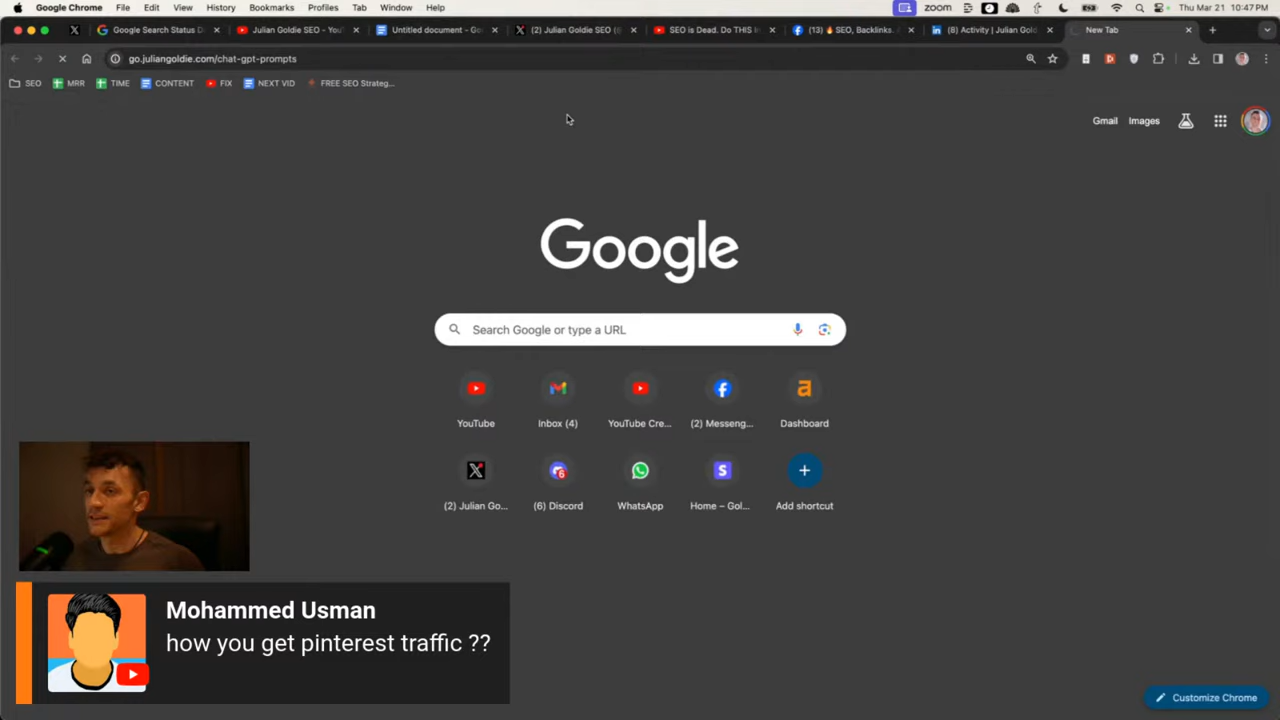 Google Chrome File Edit View History Bookmarks Profiles Tab Window Help zoom Thu Mar 21 10:47 PM
Google Search Status D Julian Goldie SEO - You Untitled document - Go (2) Julian Goldie SEO (@ SEO is Dead. Do THIS In (13) 🔥 SEO, Backlinks, (8) Activity | Julian Gold New Tab
go.juliangoldie.com/chat-gpt-prompts
SEO MRR TIME CONTENT FIX NEXT VID FREE SEO Strateg...
Gmail Images
Google
Search Google or type a URL
YouTube Inbox (4) YouTube Cre... (2) Messeng... Dashboard
(2) Julian Go... (6) Discord WhatsApp Home – Gol... Add shortcut
Mohammed Usman
how you get pinterest traffic ??
Customize Chrome